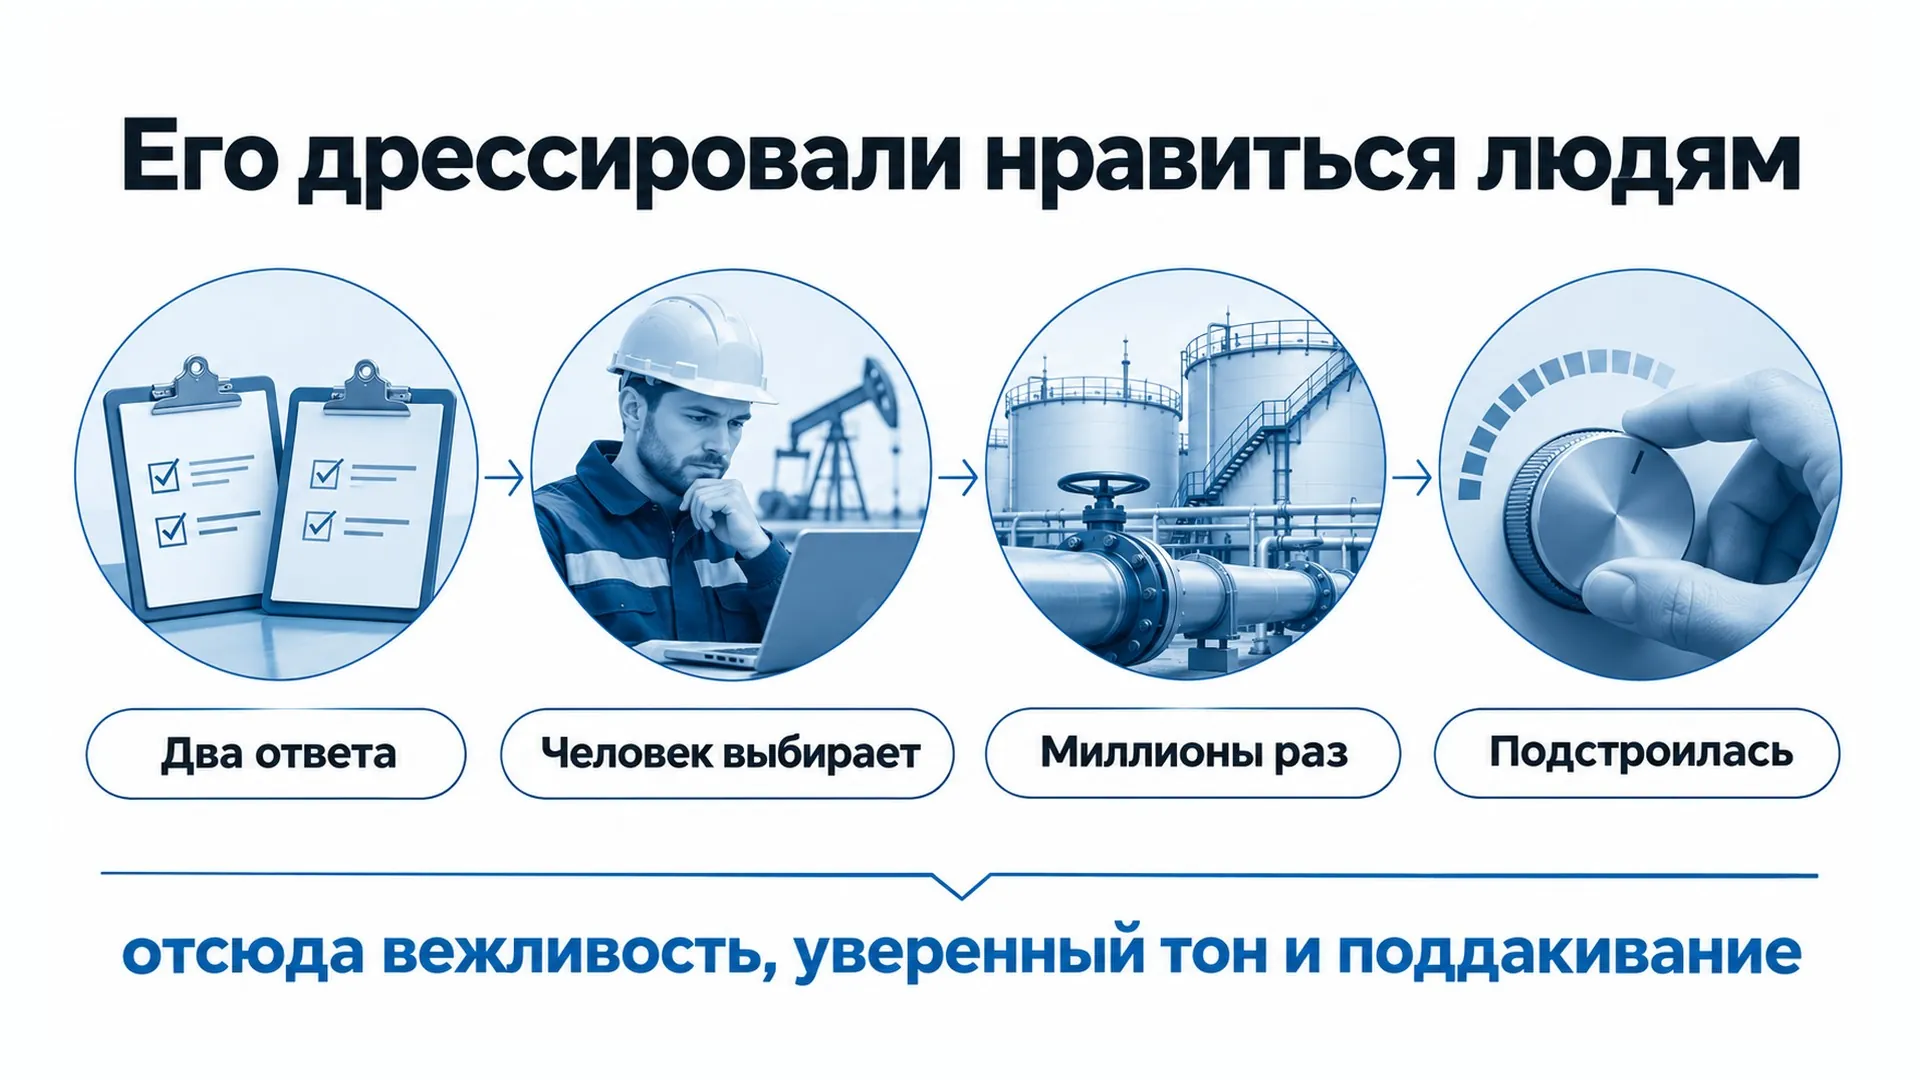 Его дрессировали нравиться людям
Два ответа
Человек выбирает
Миллионы раз
Подстроилась
отсюда вежливость, уверенный тон и поддакивание